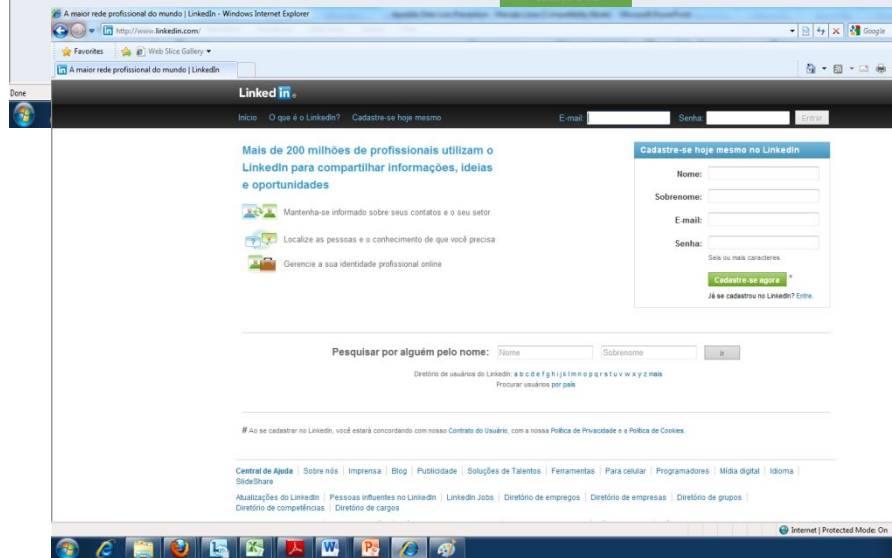 A maior rede profissional do mundo | LinkedIn - Windows Internet Explorer
http://www.linkedin.com/
Google
Favorites Web Slice Gallery
A maior rede profissional do mundo | LinkedIn
Done
Linked in
Início O que é o LinkedIn? Cadastre-se hoje mesmo E-mail: Senha: Entrar
Mais de 200 milhões de profissionais utilizam o
LinkedIn para compartilhar informações, ideias
e oportunidades
Mantenha-se informado sobre seus contatos e o seu setor
Localize as pessoas e o conhecimento de que você precisa
Gerencie a sua identidade profissional online
Cadastre-se hoje mesmo no LinkedIn
Nome:
Sobrenome:
E-mail:
Senha:
Seis ou mais caracteres
Cadastre-se agora *
Já se cadastrou no LinkedIn? Entre.
Pesquisar por alguém pelo nome: Nome Sobrenome Ir
Diretório de usuários do LinkedIn: a b c d e f g h i j k l m n o p q r s t u v w x y z mais
Procurar usuários por país
# Ao se cadastrar no LinkedIn, você estará concordando com nosso Contrato do Usuário, com a nossa Política de Privacidade e a Política de Cookies.
Central de Ajuda | Sobre nós | Imprensa | Blog | Publicidade | Soluções de Talentos | Ferramentas | Para celular | Programadores | Mídia digital | Idioma |
SlideShare
Atualizações do LinkedIn | Pessoas influentes no LinkedIn | LinkedIn Jobs | Diretório de empregos | Diretório de empresas | Diretório de grupos |
Diretório de competências | Diretório de cargos
Internet | Protected Mode: On